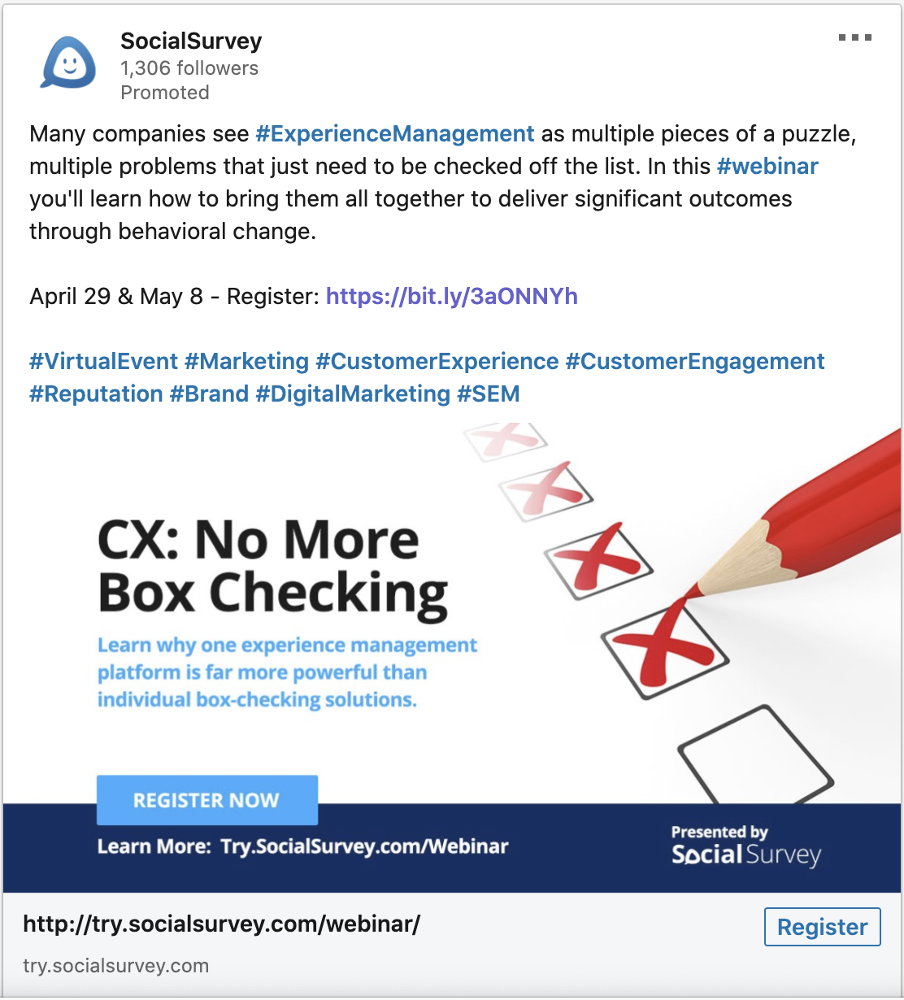 SocialSurvey
1,306 followers
Promoted
Many companies see #ExperienceManagement as multiple pieces of a puzzle,
multiple problems that just need to be checked off the list. In this #webinar
you'll learn how to bring them all together to deliver significant outcomes
through behavioral change.
April 29 & May 8 - Register: https://bit.ly/3aONNYh
#VirtualEvent #Marketing #CustomerExperience #CustomerEngagement
#Reputation #Brand #DigitalMarketing #SEM
CX: No More
Box Checking
Learn why one experience management
platform is far more powerful than
individual box-checking solutions.
REGISTER NOW
Learn More: Try.SocialSurvey.com/Webinar
Presented by
SocialSurvey
http://try.socialsurvey.com/webinar/
Register
try.socialsurvey.com